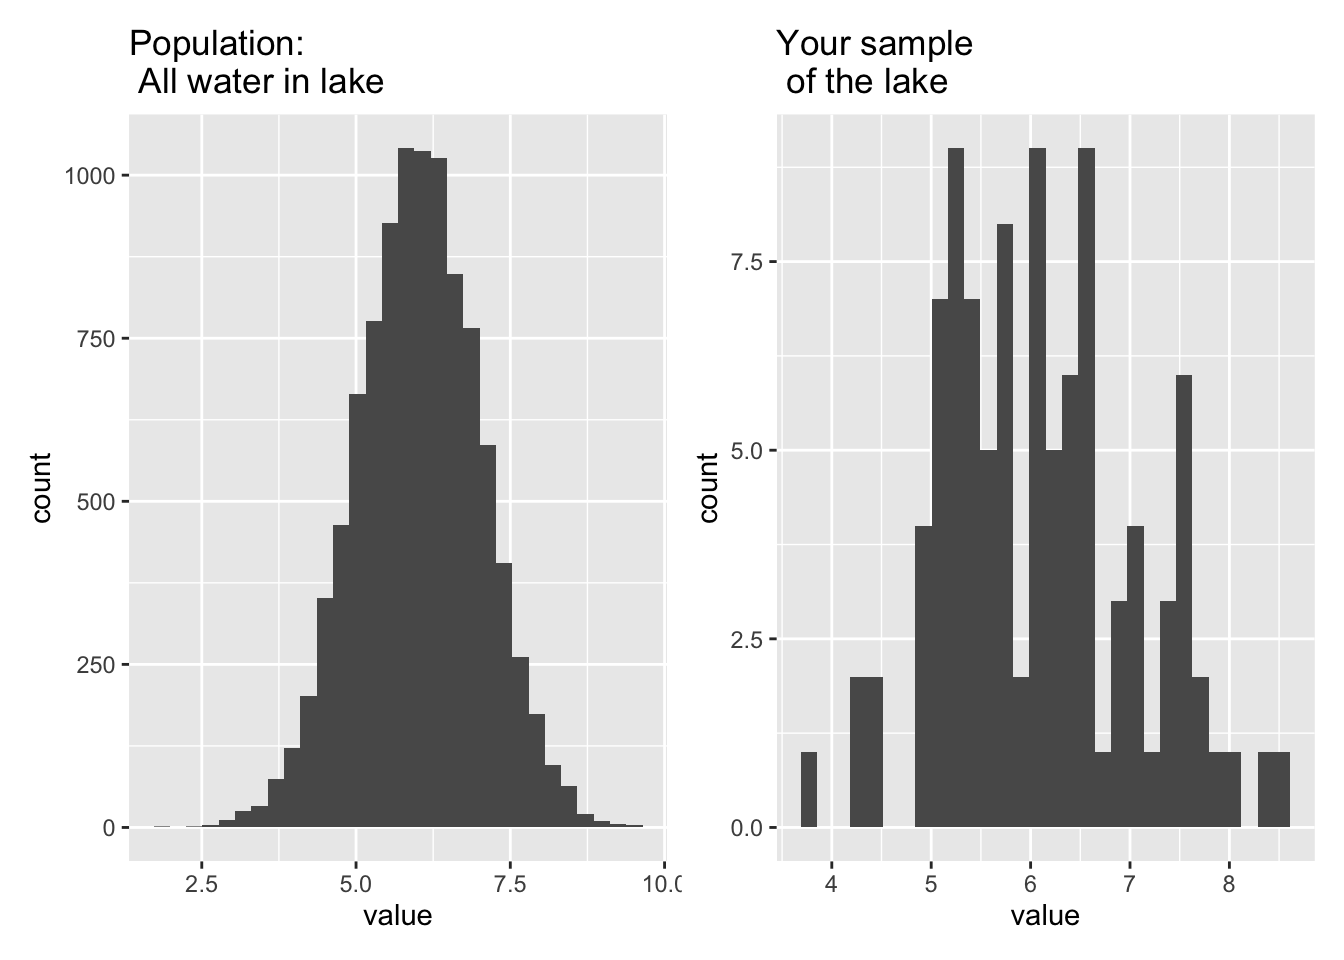 Population:
All water in lake
1000
750
500
250
0
count
2.5 5.0 7.5 10.0
value
Your sample
of the lake
7.5
5.0
2.5
0.0
count
4 5 6 7 8
value